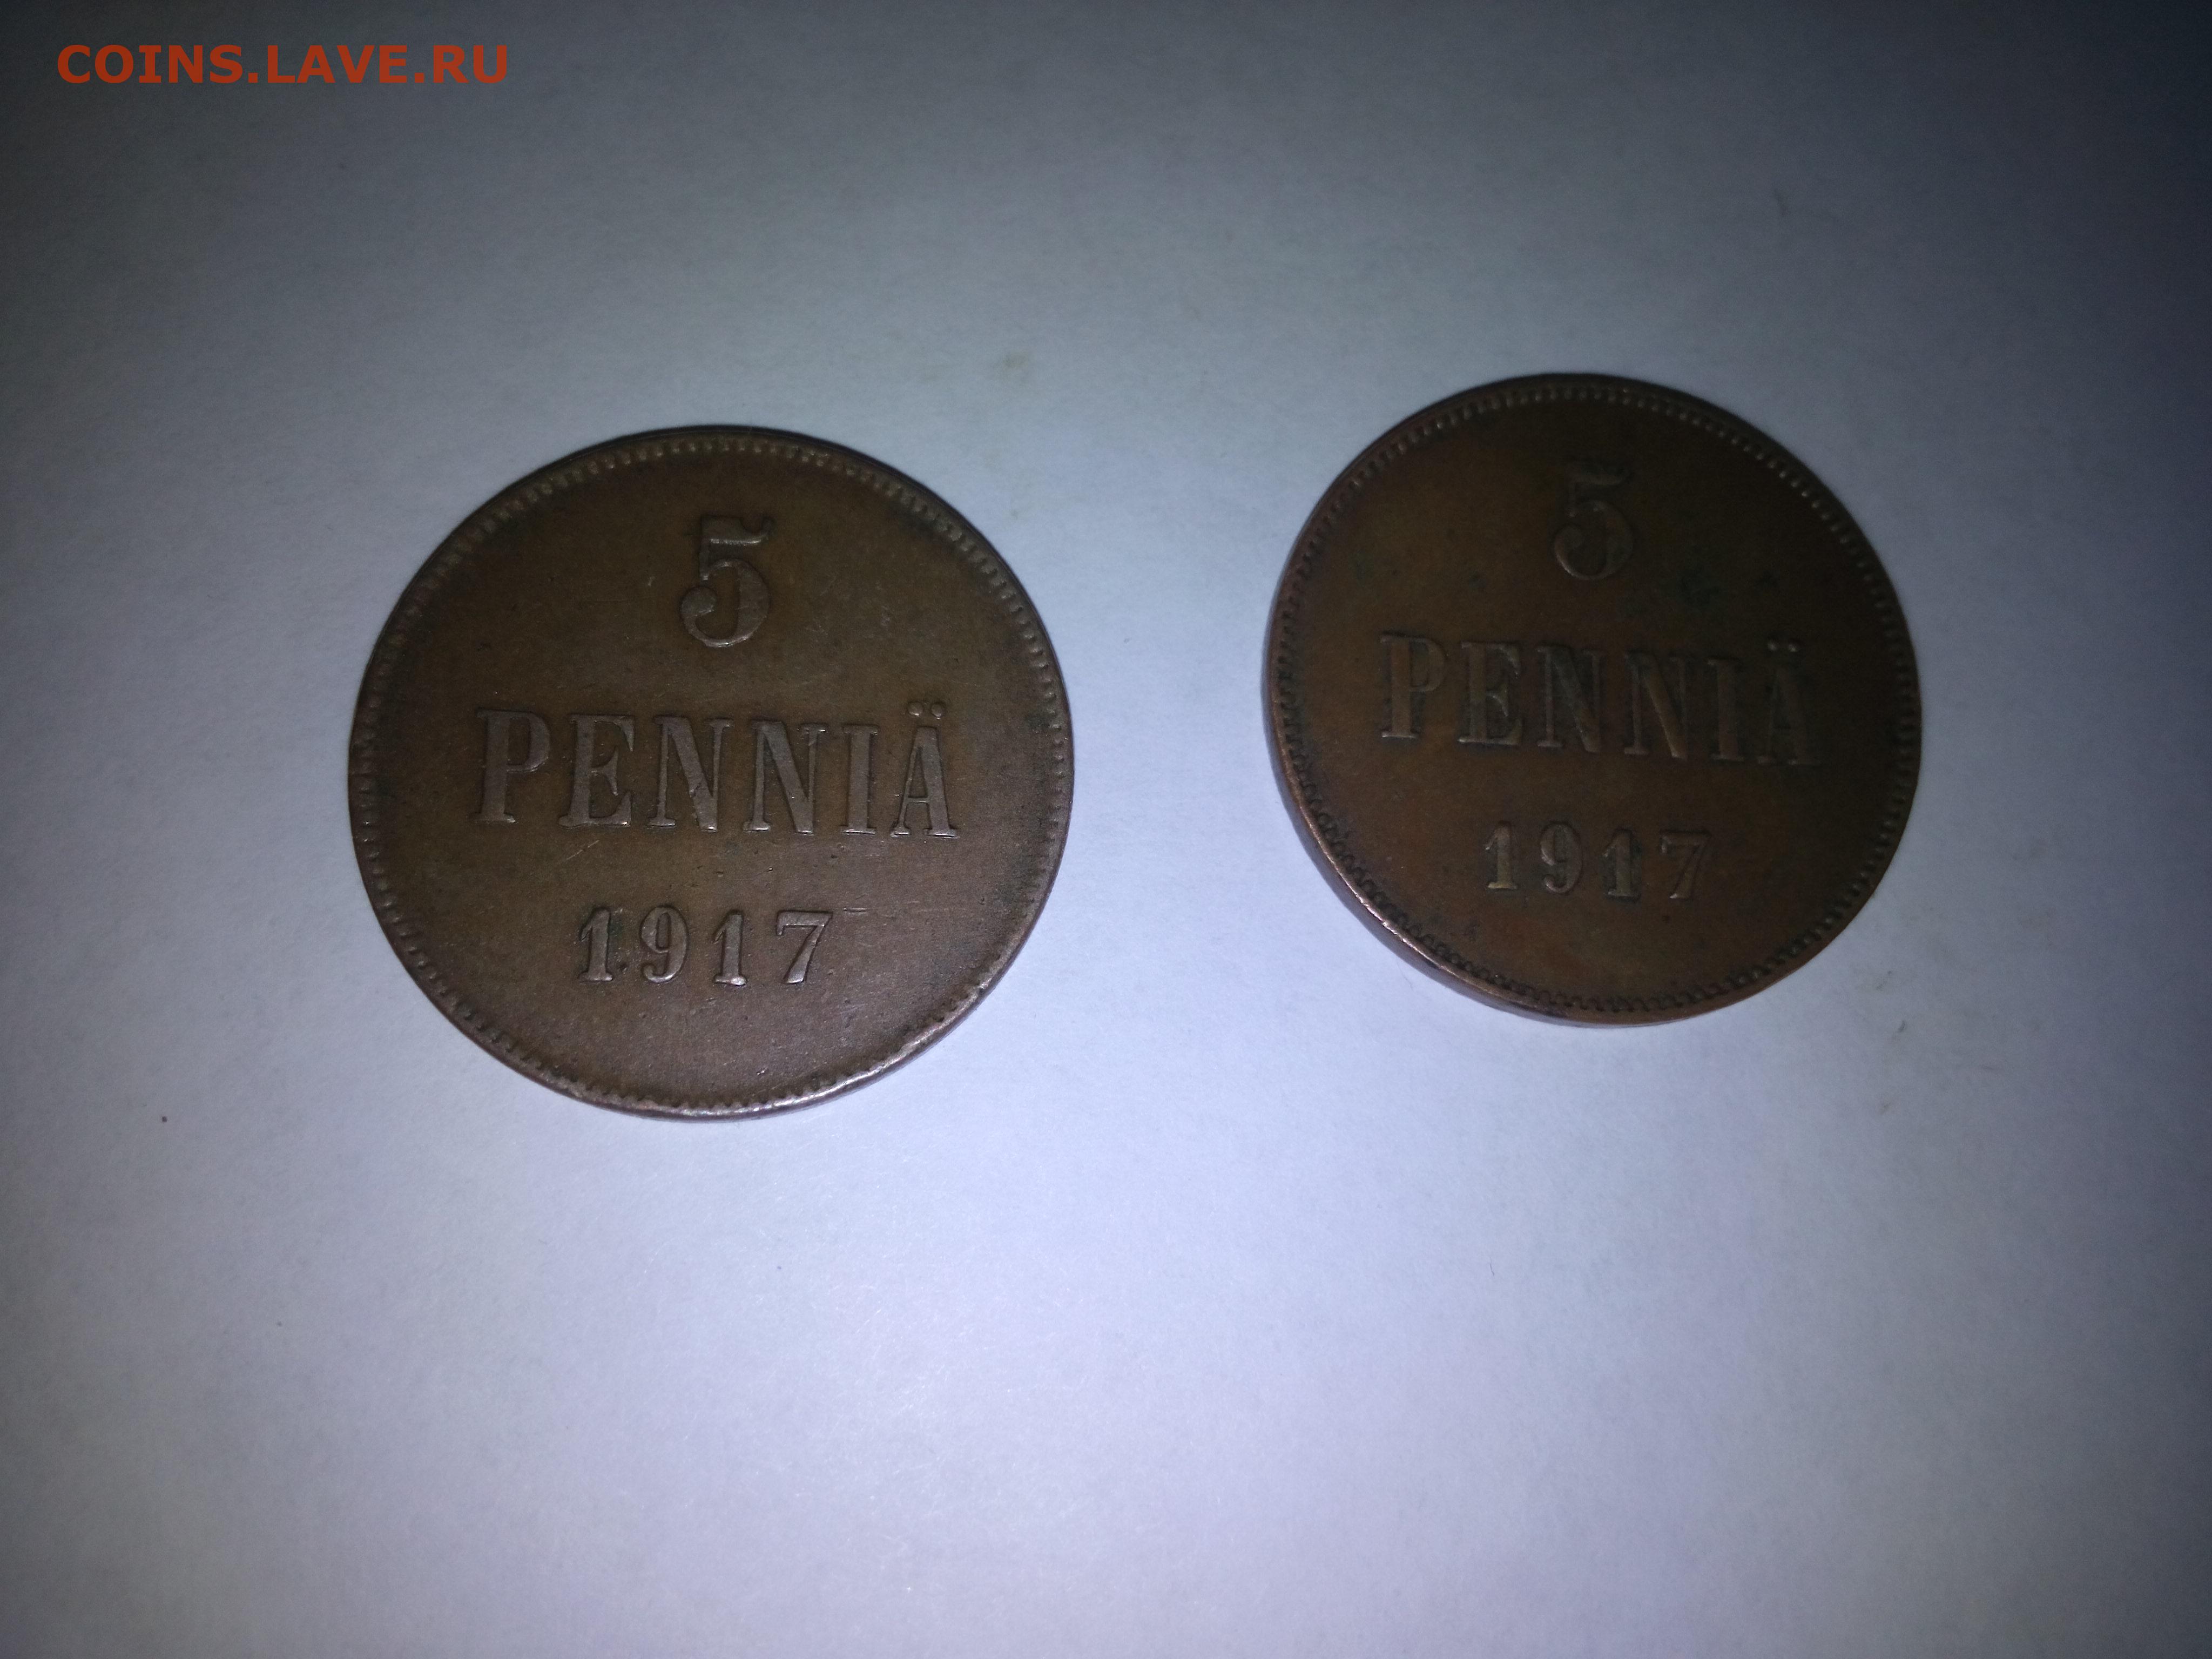 COINS.LAVE.RU
5
PENNIÄ
1917
5
PENNIÄ
1917